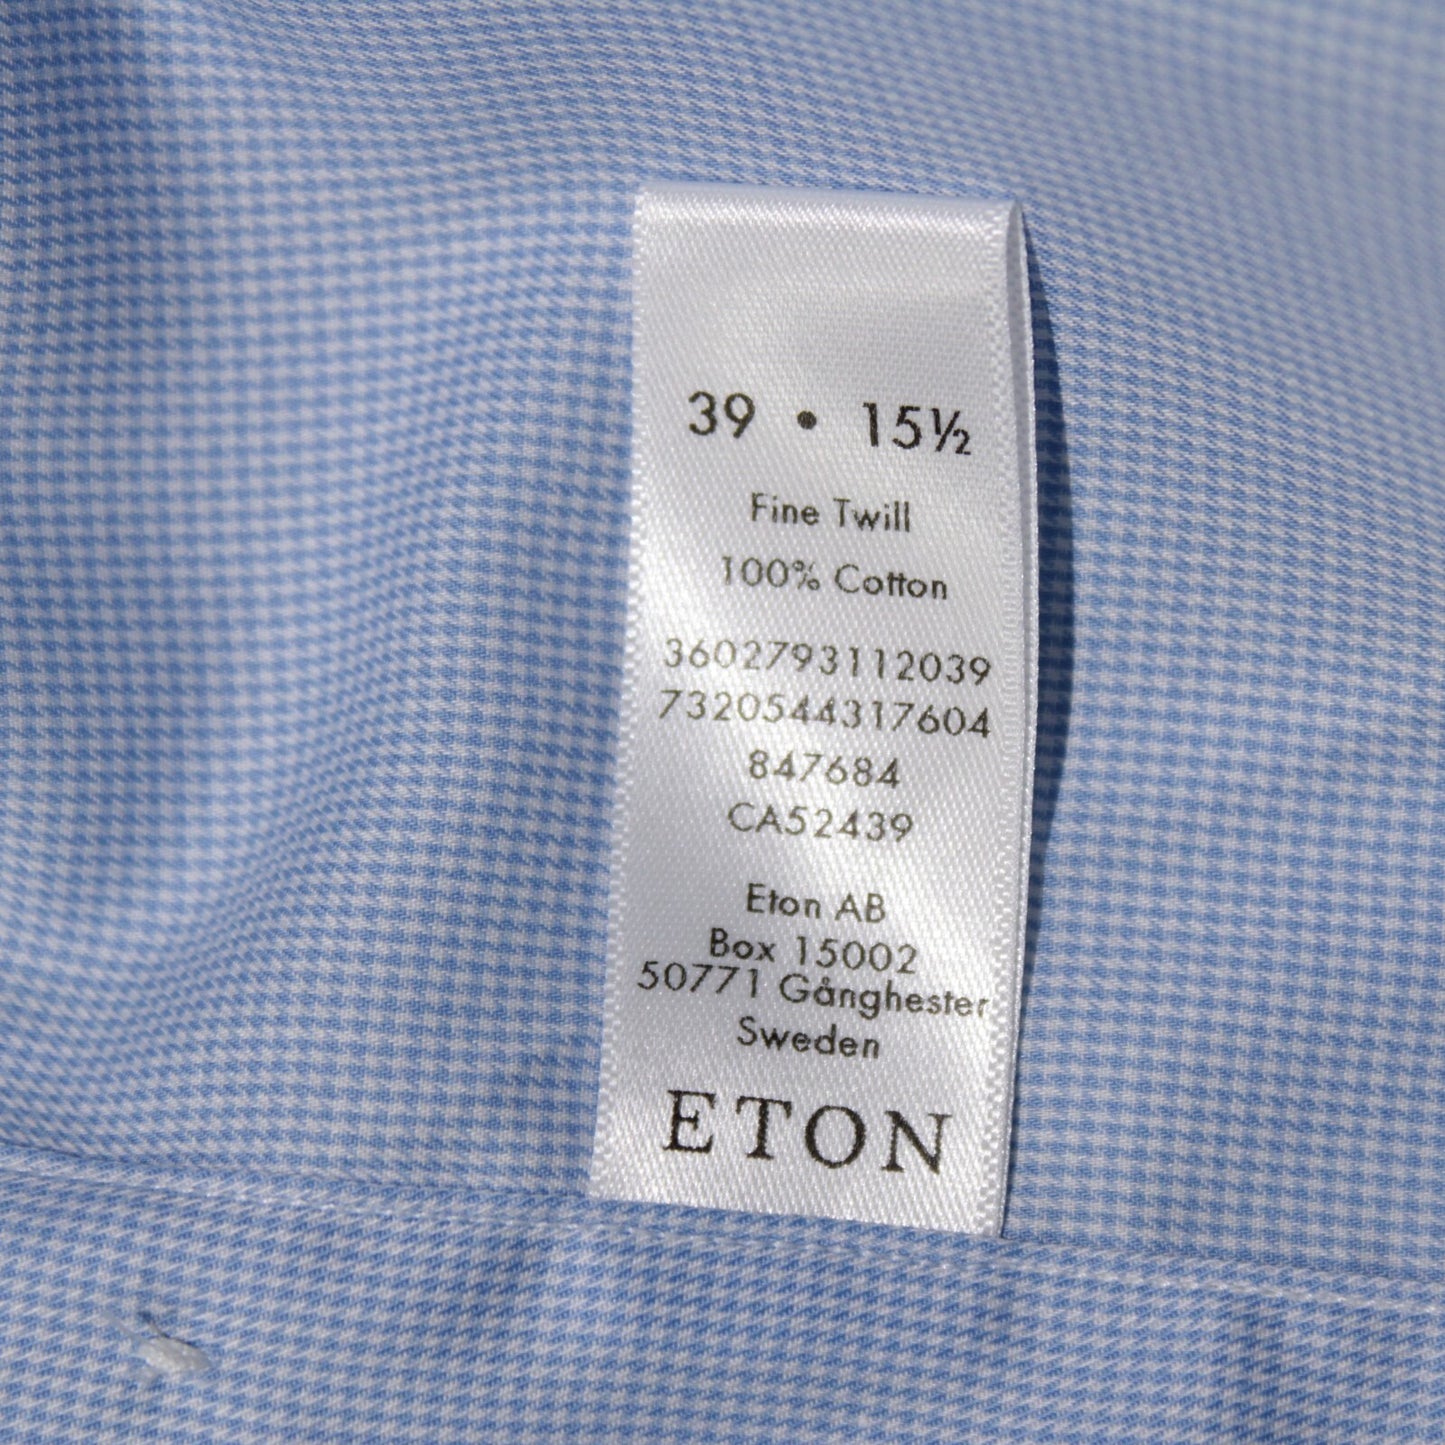 39 • 15½
Fine Twill
100% Cotton
3602793112039
7320544317604
847684
CA52439
Eton AB
Box 15002
50771 Gånghester
Sweden
ETON